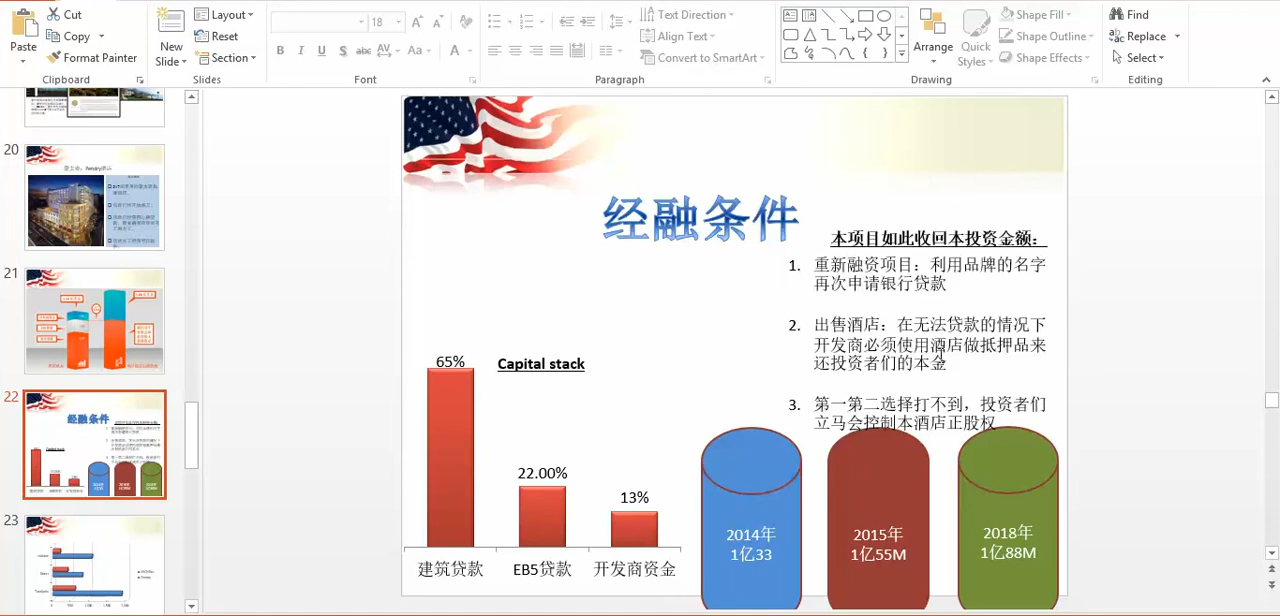 Cut
Copy
Format Painter
Paste
Clipboard
New
Slide
Layout
Reset
Section
Slides
18
B I U S abc AV Aa A
Font
Text Direction
Align Text
Convert to SmartArt
Paragraph
Arrange
Quick
Styles
Shape Fill
Shape Outline
Shape Effects
Drawing
Find
Replace
Select
Editing
20
21
22
23
经融条件
本项目如此收回本投资金额：
1. 重新融资项目：利用品牌的名字
再次申请银行贷款
2. 出售酒店：在无法贷款的情况下
开发商必须使用酒店做抵押品来
还投资者们的本金
3. 第一第二选择打不到，投资者们
立马会控制本酒店正股权
Capital stack
65%
22.00%
13%
建筑贷款
EB5贷款
开发商资金
2014年
1亿33
2015年
1亿55M
2018年
1亿88M